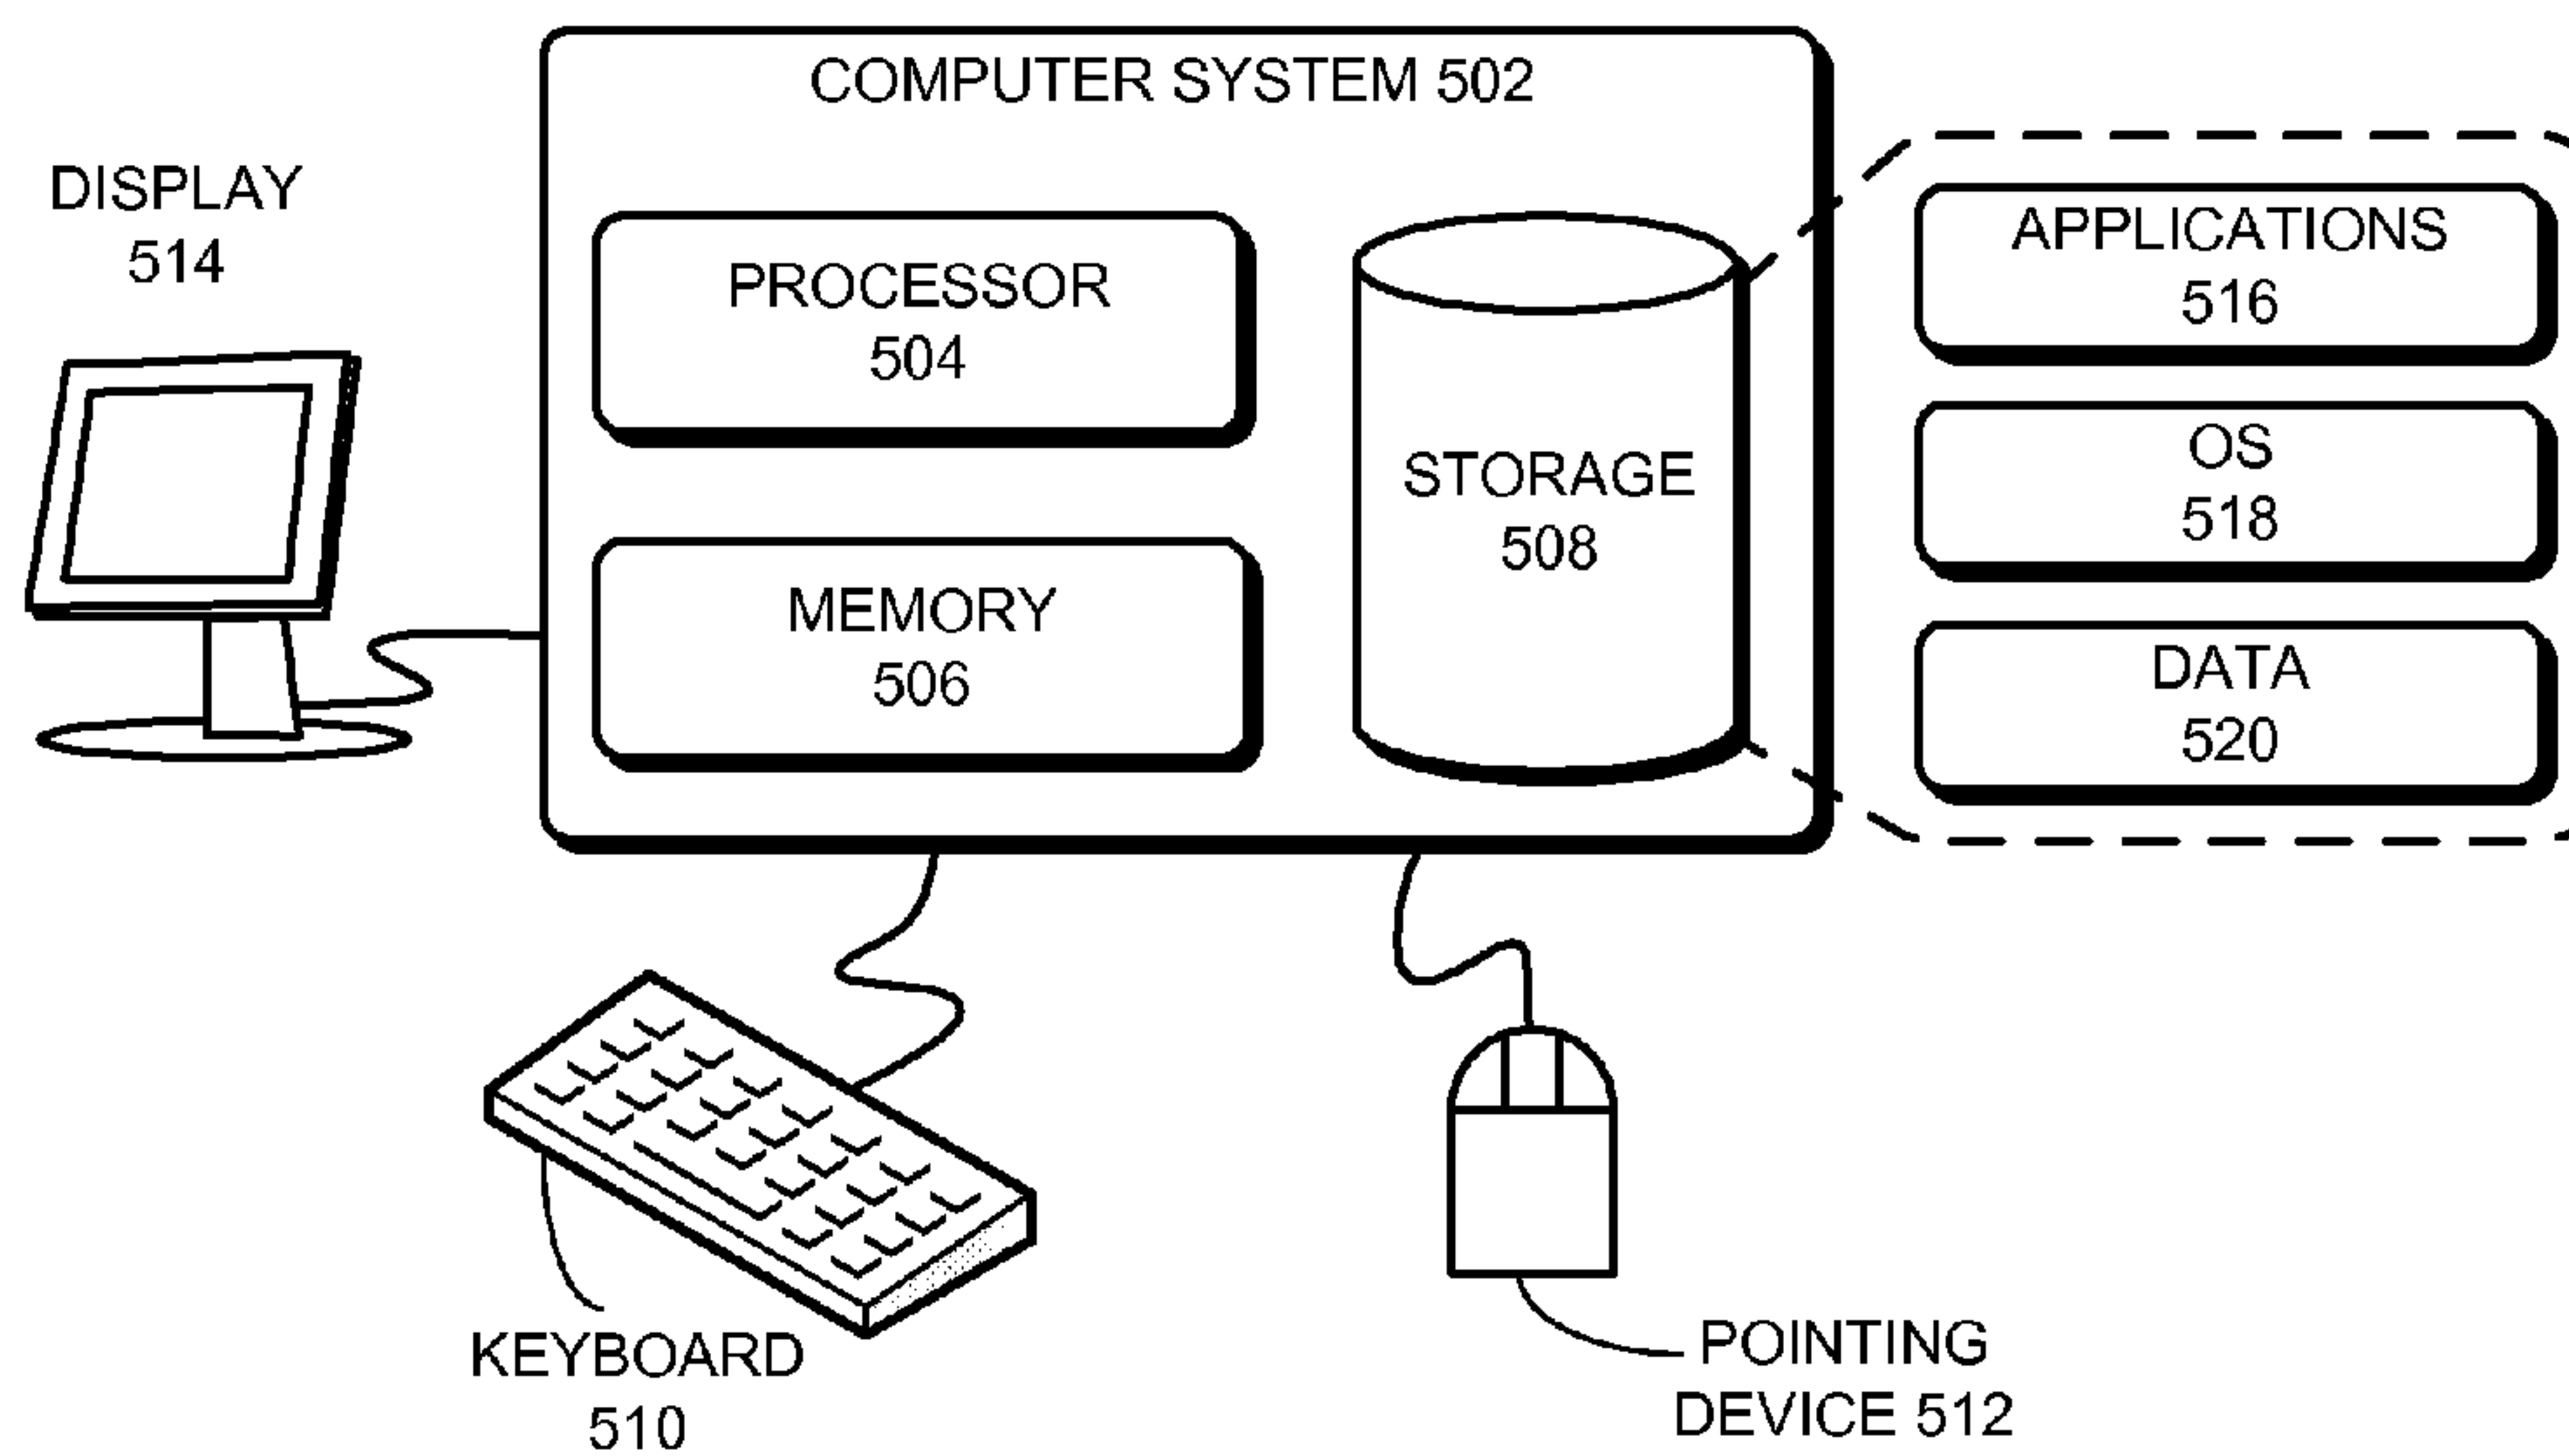 COMPUTER SYSTEM 502
DISPLAY
514
PROCESSOR
504
MEMORY
506
STORAGE
508
APPLICATIONS
516
OS
518
DATA
520
KEYBOARD
510
POINTING
DEVICE 512